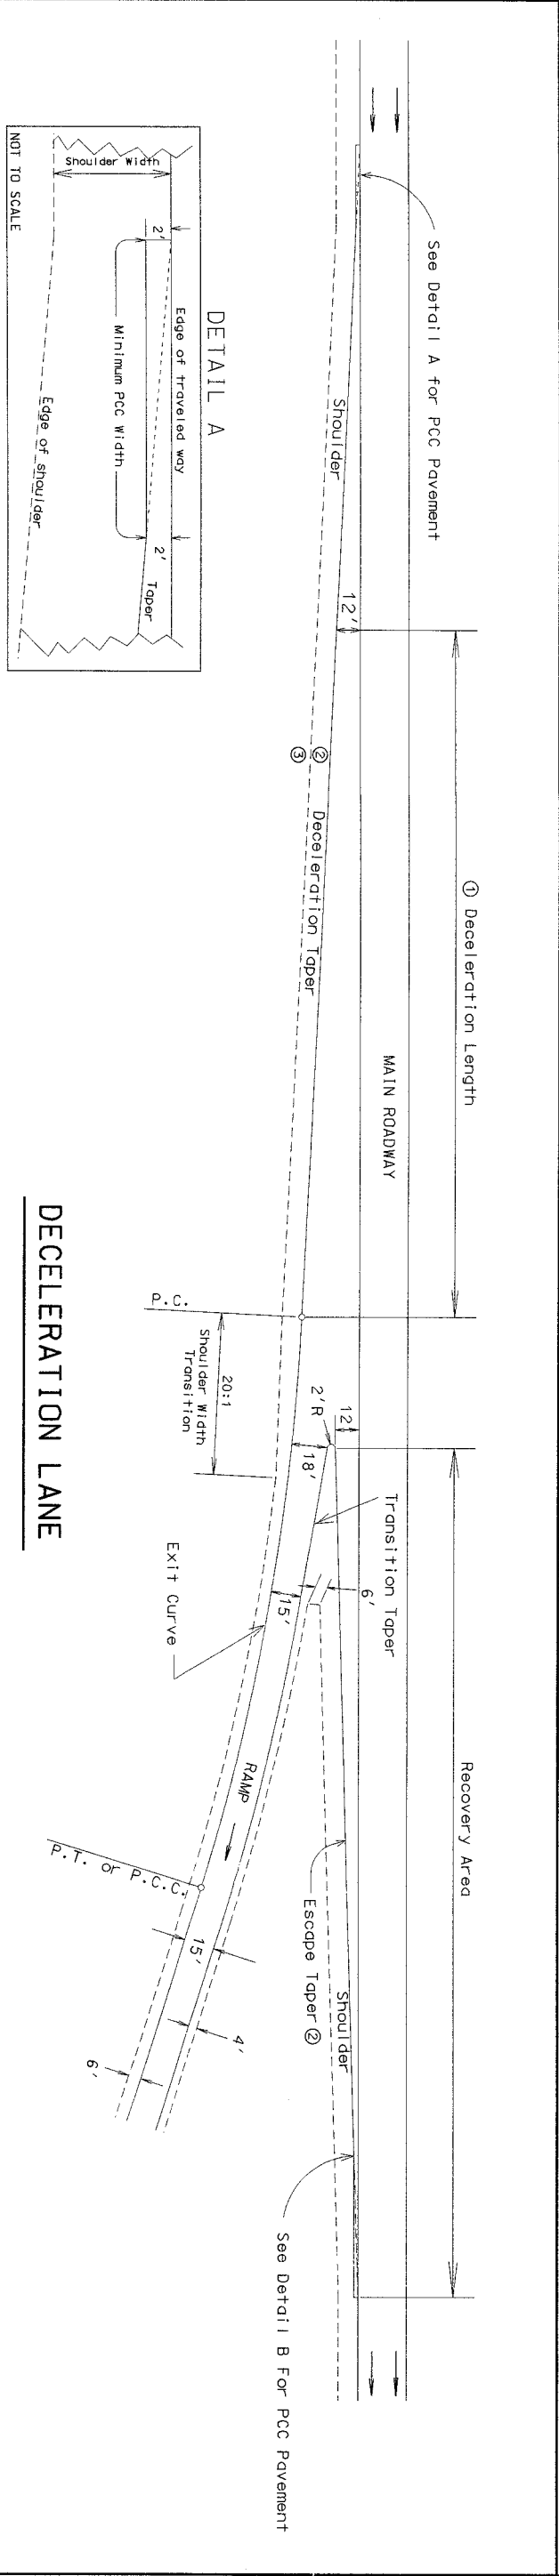 See Detail A for PCC Pavement
① Deceleration Length
MAIN ROADWAY
Recovery Area
Shoulder
12'
②
③
Deceleration Taper
12
2'R
18'
Transition Taper
6'
15'
Escape Taper ②
Shoulder
See Detail B For PCC Pavement
P.C.
20:1
Shoulder Width
Transition
Exit Curve
RAMP
P.T. or P.C.C.
15'
4'
6'
DETAIL A
Shoulder Width
2'
Edge of traveled way
Minimum PCC Width
2'
Taper
Edge of shoulder
NOT TO SCALE
DECELERATION LANE